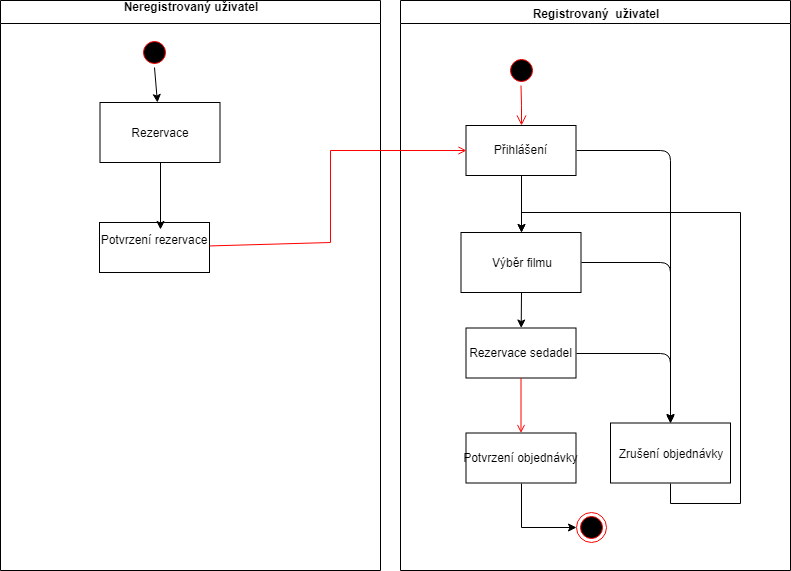 Neregistrovaný uživatel
Rezervace
Potvrzení rezervace
Registrovaný uživatel
Přihlášení
Výběr filmu
Rezervace sedadel
Potvrzení objednávky
Zrušení objednávky